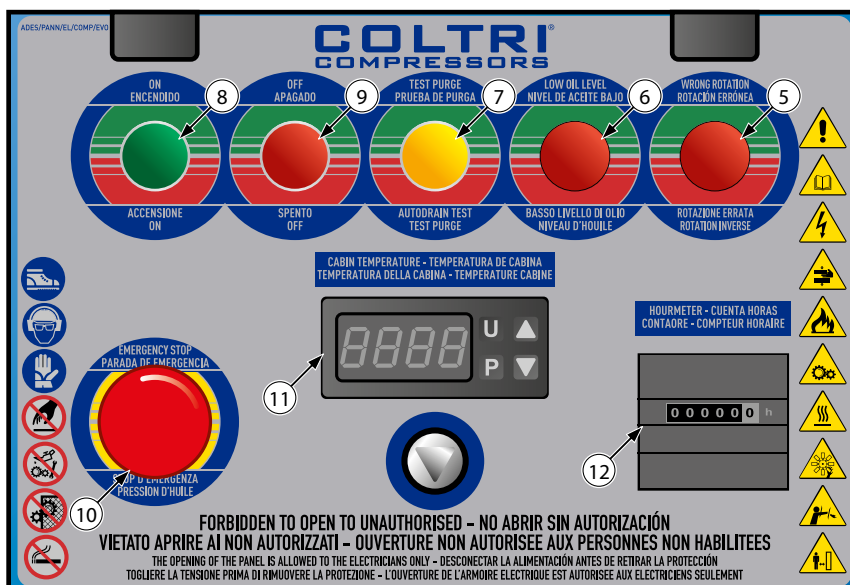 ADES/PANN/EL/COMP/EVO
COLTRI®
COMPRESSORS
ON
ENCENDIDO
8
ACCENSIONE
ON
OFF
APAGADO
9
SPENTO
OFF
TEST PURGE
PRUEBA DE PURGA
7
AUTODRAIN TEST
TEST PURGE
LOW OIL LEVEL
NIVEL DE ACEITE BAJO
6
BASSO LIVELLO DI OLIO
NIVEAU D'HOUILE
WRONG ROTATION
ROTACIÓN ERRÓNEA
5
ROTAZIONE ERRATA
ROTATION INVERSE
CABIN TEMPERATURE - TEMPERATURA DE CABINA
TEMPERATURA DELLA CABINA - TEMPERATURE CABINE
8888
U
P
11
HOURMETER - CUENTA HORAS
CONTAORE - COMPTEUR HORAIRE
000000 h
12
EMERGENCY STOP
PARADA DE EMERGENCIA
D'EMERGENZA
PRESSION D'HUILE
10
FORBIDDEN TO OPEN TO UNAUTHORISED - NO ABRIR SIN AUTORIZACIÓN
VIETATO APRIRE AI NON AUTORIZZATI - OUVERTURE NON AUTORISEE AUX PERSONNES NON HABILITEES
THE OPENING OF THE PANEL IS ALLOWED TO THE ELECTRICIANS ONLY - DESCONECTAR LA ALIMENTACIÓN ANTES DE RETIRAR LA PROTECCIÓN
TOGLIERE LA TENSIONE PRIMA DI RIMUOVERE LA PROTEZIONE - L'OUVERTURE DE L'ARMOIRE ELECTRIQUE EST AUTORISEE AUX ELECTRICIENS SEULEMENT